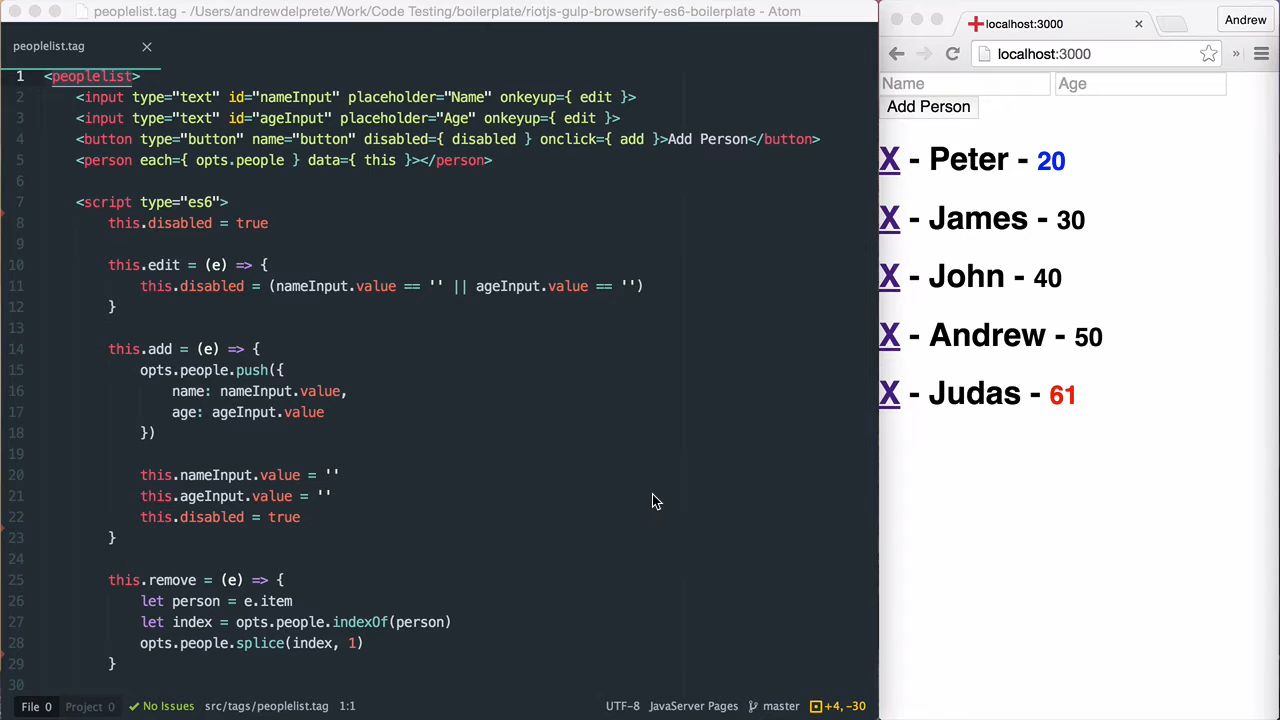 peoplelist.tag - /Users/andrewdelprete/Work/Code Testing/boilerplate/riotjs-gulp-browserify-es6-boilerplate - Atom
peoplelist.tag
1 <peoplelist>
2 <input type="text" id="nameInput" placeholder="Name" onkeyup={ edit }>
3 <input type="text" id="ageInput" placeholder="Age" onkeyup={ edit }>
4 <button type="button" name="button" disabled={ disabled } onclick={ add }>Add Person</button>
5 <person each={ opts.people } data={ this }></person>
6
7 <script type="es6">
8 this.disabled = true
9
10 this.edit = (e) => {
11 this.disabled = (nameInput.value == '' || ageInput.value == '')
12 }
13
14 this.add = (e) => {
15 opts.people.push({
16 name: nameInput.value,
17 age: ageInput.value
18 })
19
20 this.nameInput.value = ''
21 this.ageInput.value = ''
22 this.disabled = true
23 }
24
25 this.remove = (e) => {
26 let person = e.item
27 let index = opts.people.indexOf(person)
28 opts.people.splice(index, 1)
29 }
30
File 0 Project 0 No Issues src/tags/peoplelist.tag 1:1 UTF-8 JavaServer Pages master +4, -30
localhost:3000 Andrew
localhost:3000 »
Name Age
Add Person
X - Peter - 20
X - James - 30
X - John - 40
X - Andrew - 50
X - Judas - 61